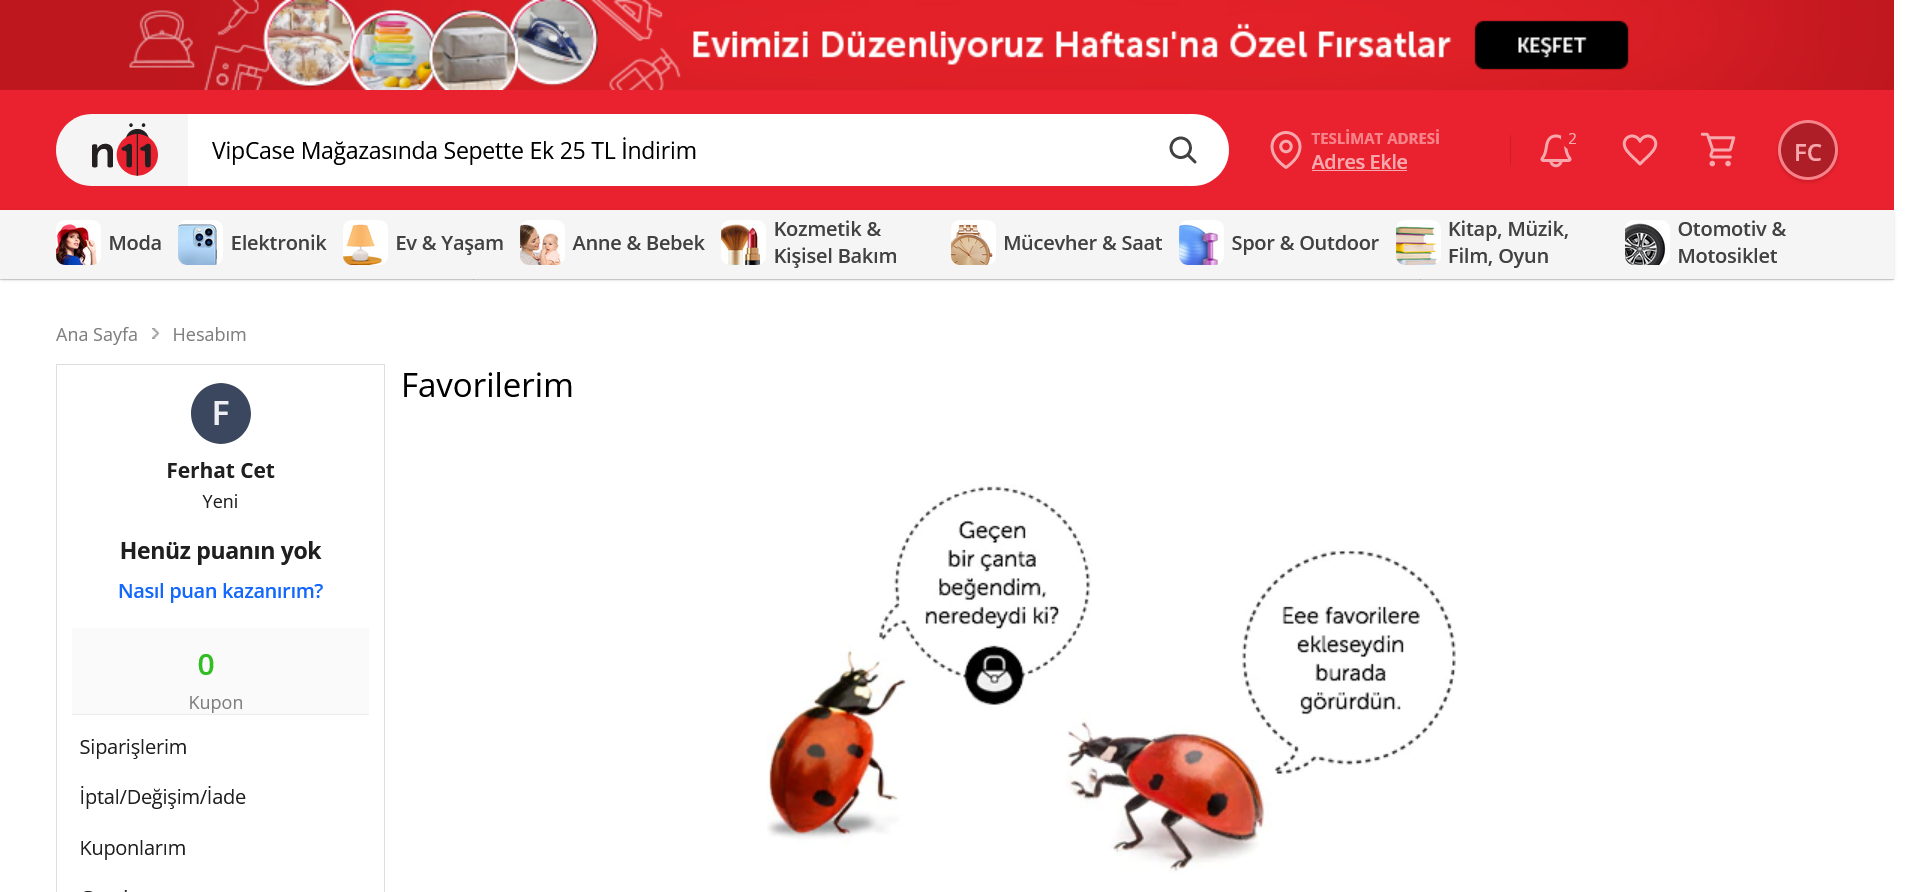 Evimizi Düzenliyoruz Haftası'na Özel Fırsatlar
KEŞFET
n11
VipCase Mağazasında Sepette Ek 25 TL İndirim
TESLİMAT ADRESİ
Adres Ekle
2
FC
Moda
Elektronik
Ev & Yaşam
Anne & Bebek
Kozmetik &
Kişisel Bakım
Mücevher & Saat
Spor & Outdoor
Kitap, Müzik,
Film, Oyun
Otomotiv &
Motosiklet
Ana Sayfa
Hesabım
F
Ferhat Cet
Yeni
Henüz puanın yok
Nasıl puan kazanırım?
0
Kupon
Siparişlerim
İptal/Değişim/İade
Kuponlarım
Favorilerim
Geçen
bir çanta
beğendim,
neredeydi ki?
Eee favorilere
ekleseydin
burada
görürdün.